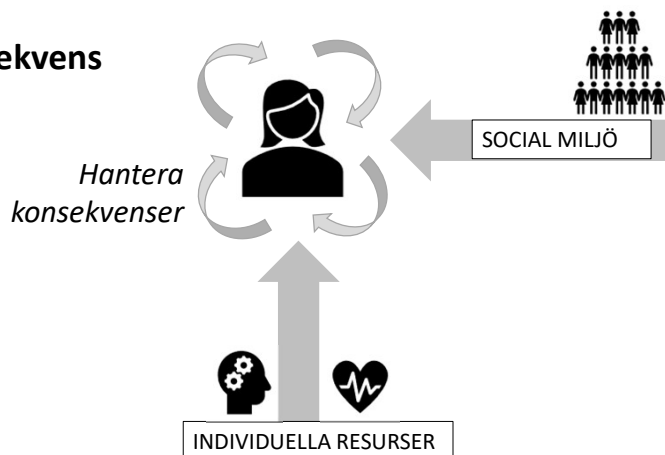 ekvens
SOCIAL MILJÖ
Hantera
konsekvenser
INDIVIDUELLA RESURSER